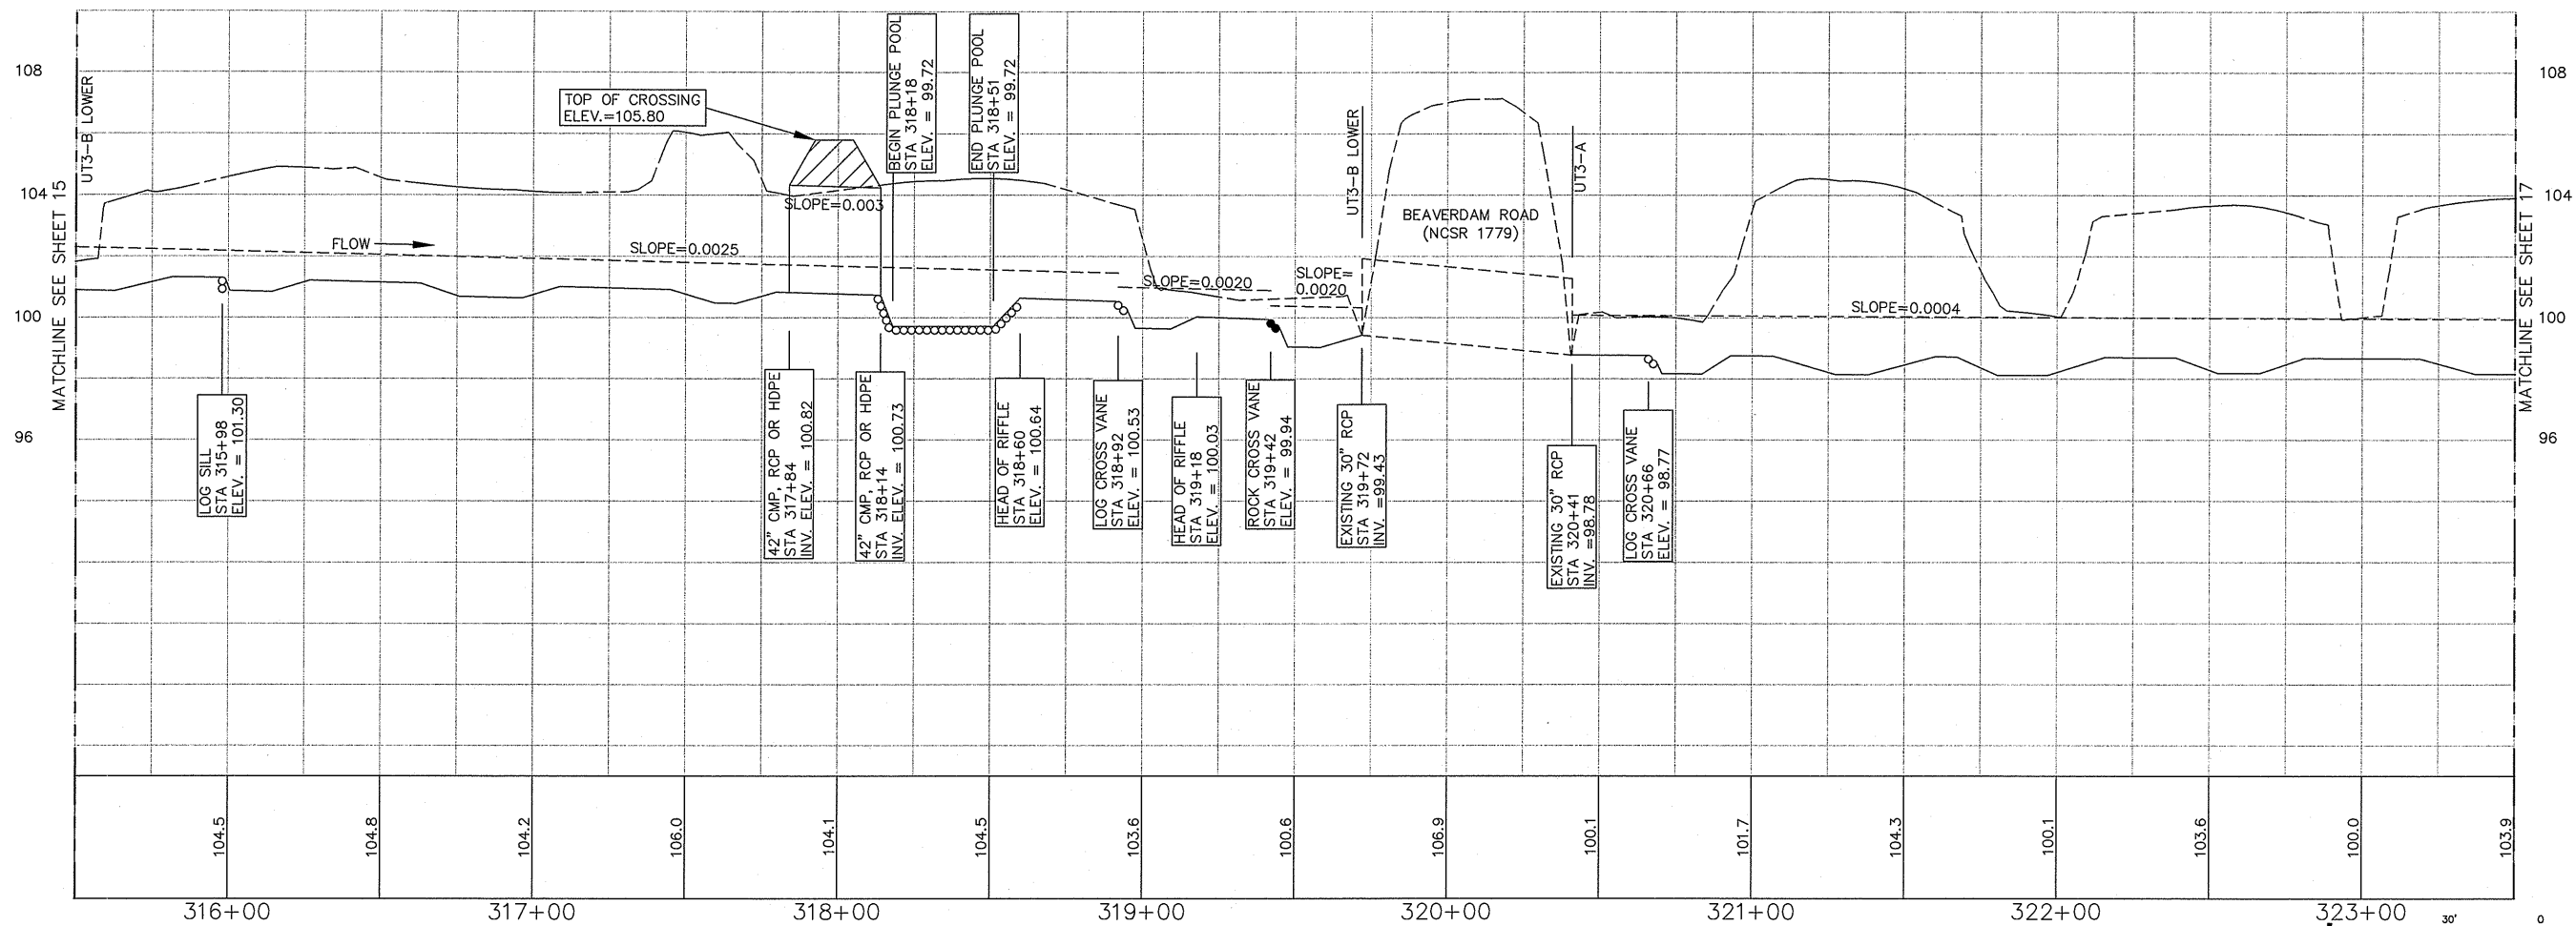 108
104
100
96
MATCHLINE SEE SHEET 15
UT3-B LOWER
TOP OF CROSSING
ELEV.=105.80
BEGIN PLUNGE POOL
STA 318+18
ELEV. = 99.72
END PLUNGE POOL
STA 318+51
ELEV. = 99.72
SLOPE=0.003
FLOW
SLOPE=0.0025
SLOPE=0.0020
SLOPE=
0.0020
UT3-B LOWER
BEAVERDAM ROAD
(NCSR 1779)
UT3-A
SLOPE=0.0004
108
104
100
96
MATCHLINE SEE SHEET 17
LOG SILL
STA 315+98
ELEV. = 101.30
42" CMP, RCP OR HDPE
STA 317+84
INV. ELEV. = 100.82
42" CMP, RCP OR HDPE
STA 318+14
INV. ELEV. = 100.73
HEAD OF RIFFLE
STA 318+60
ELEV. = 100.64
LOG CROSS VANE
STA 318+92
ELEV. = 100.53
HEAD OF RIFFLE
STA 319+18
ELEV. = 100.03
ROCK CROSS VANE
STA 319+42
ELEV. = 99.94
EXISTING 30" RCP
STA 319+72
INV. =99.43
EXISTING 30" RCP
STA 320+41
INV. =98.78
LOG CROSS VANE
STA 320+66
ELEV. = 98.77
104.5
104.8
104.2
106.0
104.1
104.5
103.6
100.6
106.9
100.1
101.7
104.3
100.1
103.6
100.0
103.9
316+00
317+00
318+00
319+00
320+00
321+00
322+00
323+00
30'
0